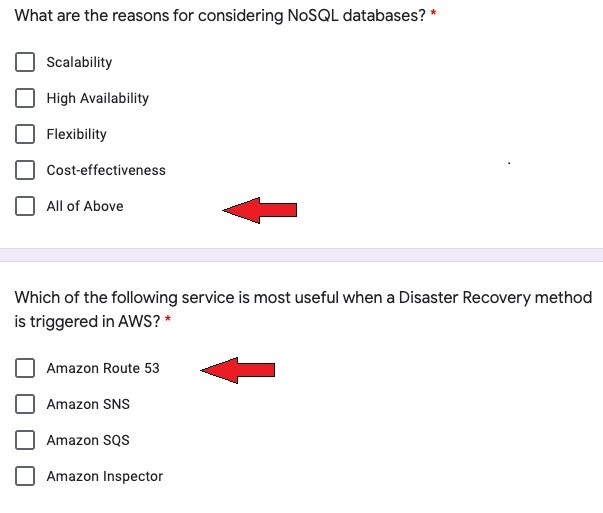 What are the reasons for considering NoSQL databases? *
Scalability
High Availability
Flexibility
Cost-effectiveness
All of Above
Which of the following service is most useful when a Disaster Recovery method
is triggered in AWS? *
Amazon Route 53
Amazon SNS
Amazon SQS
Amazon Inspector